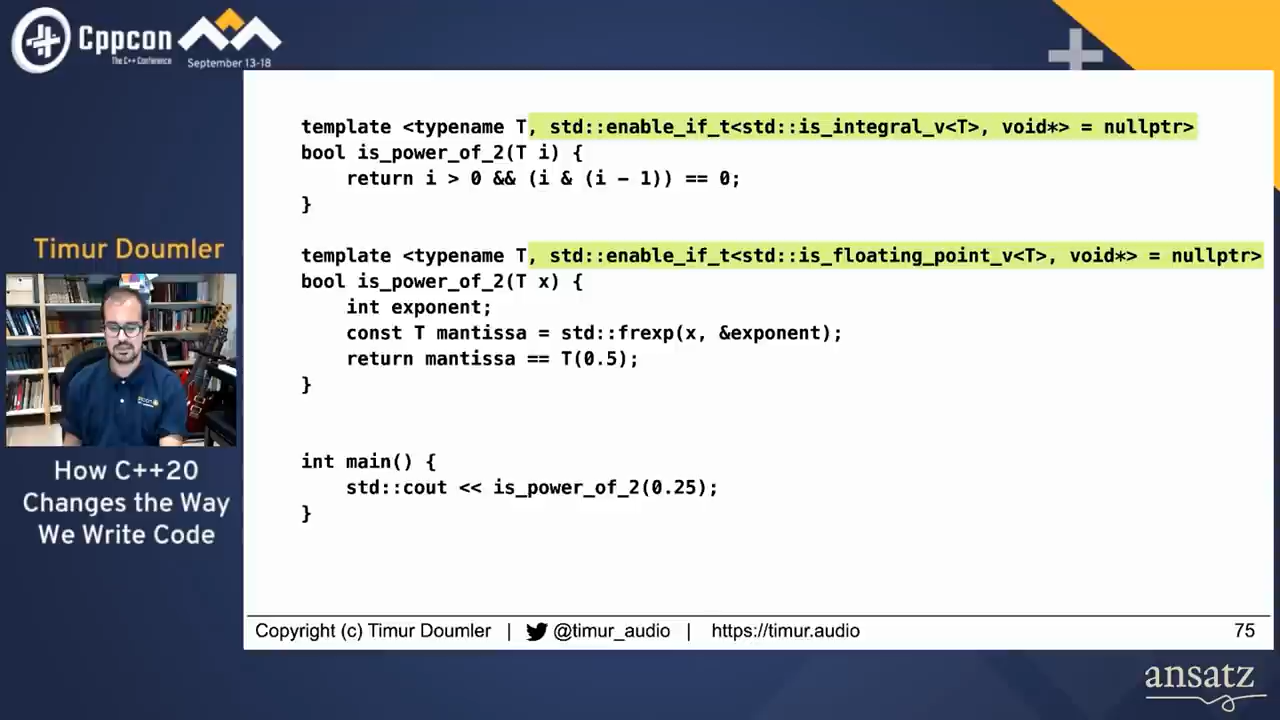 Cppcon
The C++ Conference
September 13-18
template <typename T, std::enable_if_t<std::is_integral_v<T>, void*> = nullptr>
bool is_power_of_2(T i) {
return i > 0 && (i & (i - 1)) == 0;
}
template <typename T, std::enable_if_t<std::is_floating_point_v<T>, void*> = nullptr>
bool is_power_of_2(T x) {
int exponent;
const T mantissa = std::frexp(x, &exponent);
return mantissa == T(0.5);
}
int main() {
std::cout << is_power_of_2(0.25);
}
Timur Doumler
How C++20
Changes the Way
We Write Code
Copyright (c) Timur Doumler | @timur_audio | https://timur.audio 75
ansatz